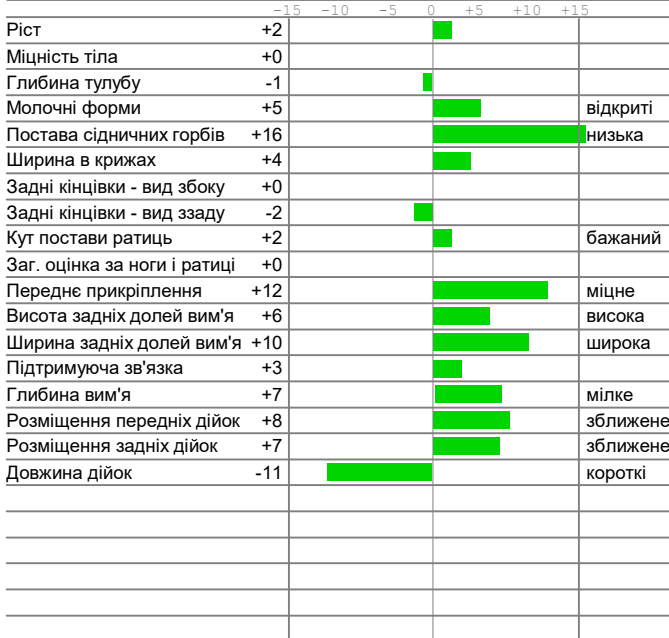 -15 -10 -5 0 +5 +10 +15
Ріст +2
Міцність тіла +0
Глибина тулубу -1
Молочні форми +5 відкриті
Постава сідничних горбів +16 низька
Ширина в крижах +4
Задні кінцівки - вид збоку +0
Задні кінцівки - вид ззаду -2
Кут постави ратиць +2 бажаний
Заг. оцінка за ноги і ратиці +0
Переднє прикріплення +12 міцне
Висота задніх долей вим'я +6 висока
Ширина задніх долей вим'я +10 широка
Підтримуюча зв'язка +3
Глибина вим'я +7 мілке
Розміщення передніх дійок +8 зближене
Розміщення задніх дійок +7 зближене
Довжина дійок -11 короткі